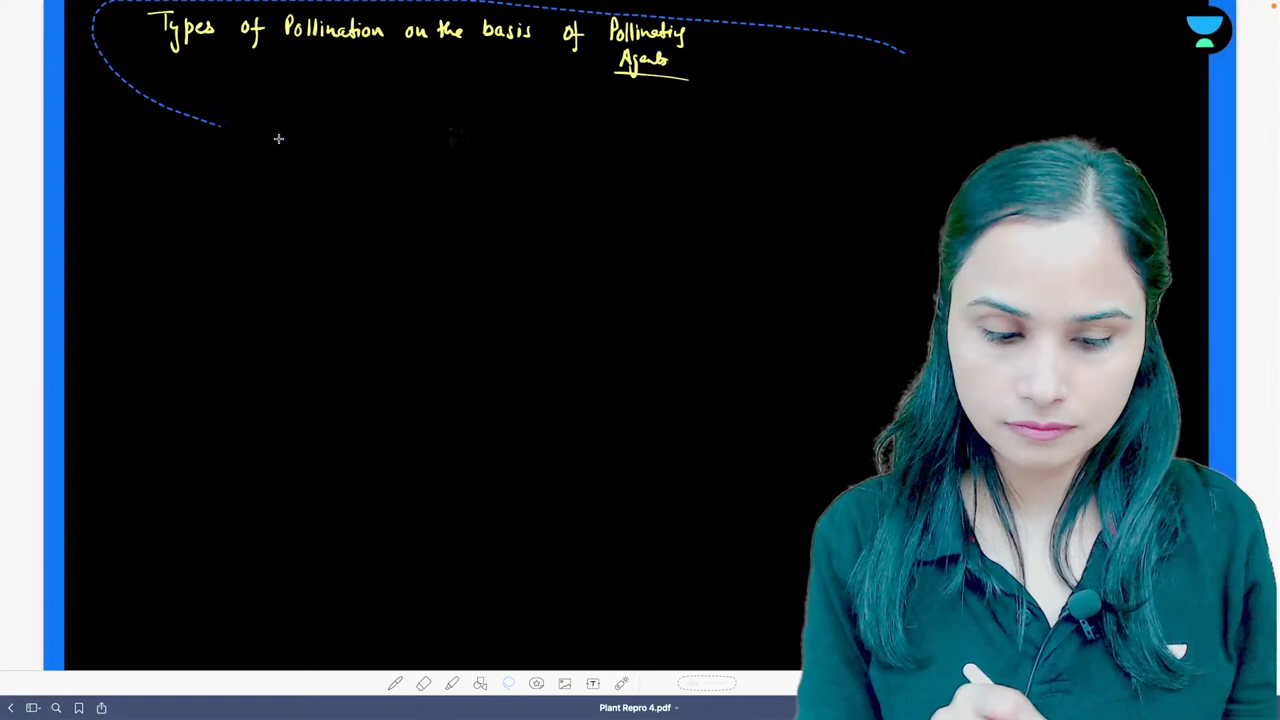 Types of Pollination on the basis of Pollinating
Agents
Plant Repro 4.pdf